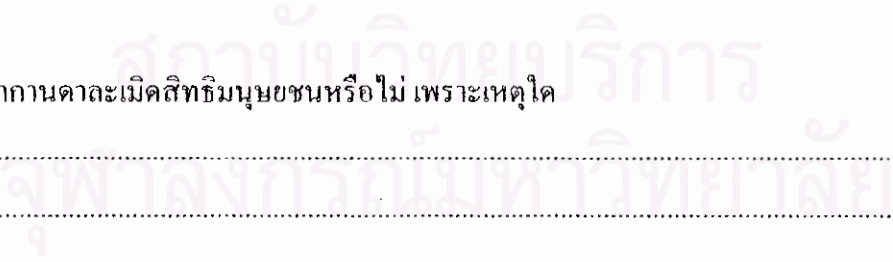 สถาบันวิทยบริการ
ากานดาละเมิดสิทธิมนุษยชนหรือไม่ เพราะเหตุใด
จุฬาลงกรณ์มหาวิทยาลัย